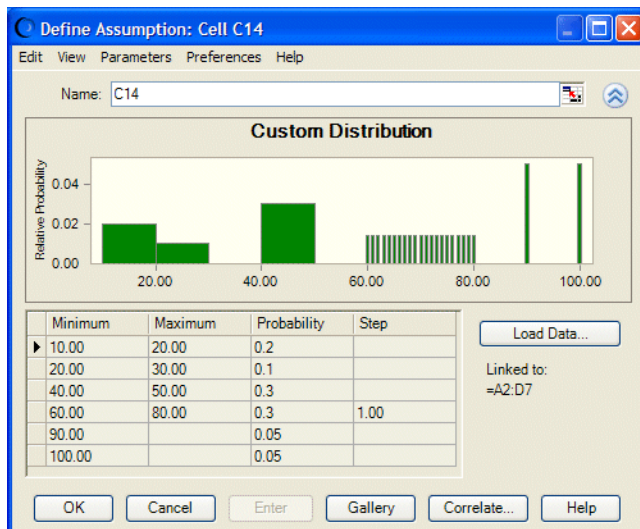 Define Assumption: Cell C14
Edit View Parameters Preferences Help
Name: C14
Custom Distribution
Relative Probability
0.04
0.02
0.00
20.00 40.00 60.00 80.00 100.00
Minimum Maximum Probability Step
10.00 20.00 0.2
20.00 30.00 0.1
40.00 50.00 0.3
60.00 80.00 0.3 1.00
90.00 0.05
100.00 0.05
Load Data...
Linked to:
=A2:D7
OK Cancel Enter Gallery Correlate... Help